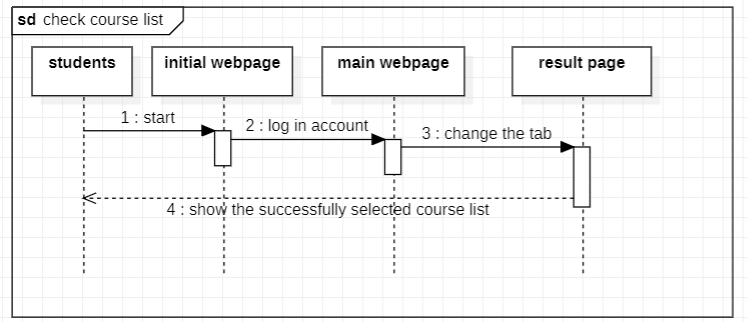 sd check course list
students
initial webpage
main webpage
result page
1 : start
2 : log in account
3 : change the tab
4 : show the successfully selected course list